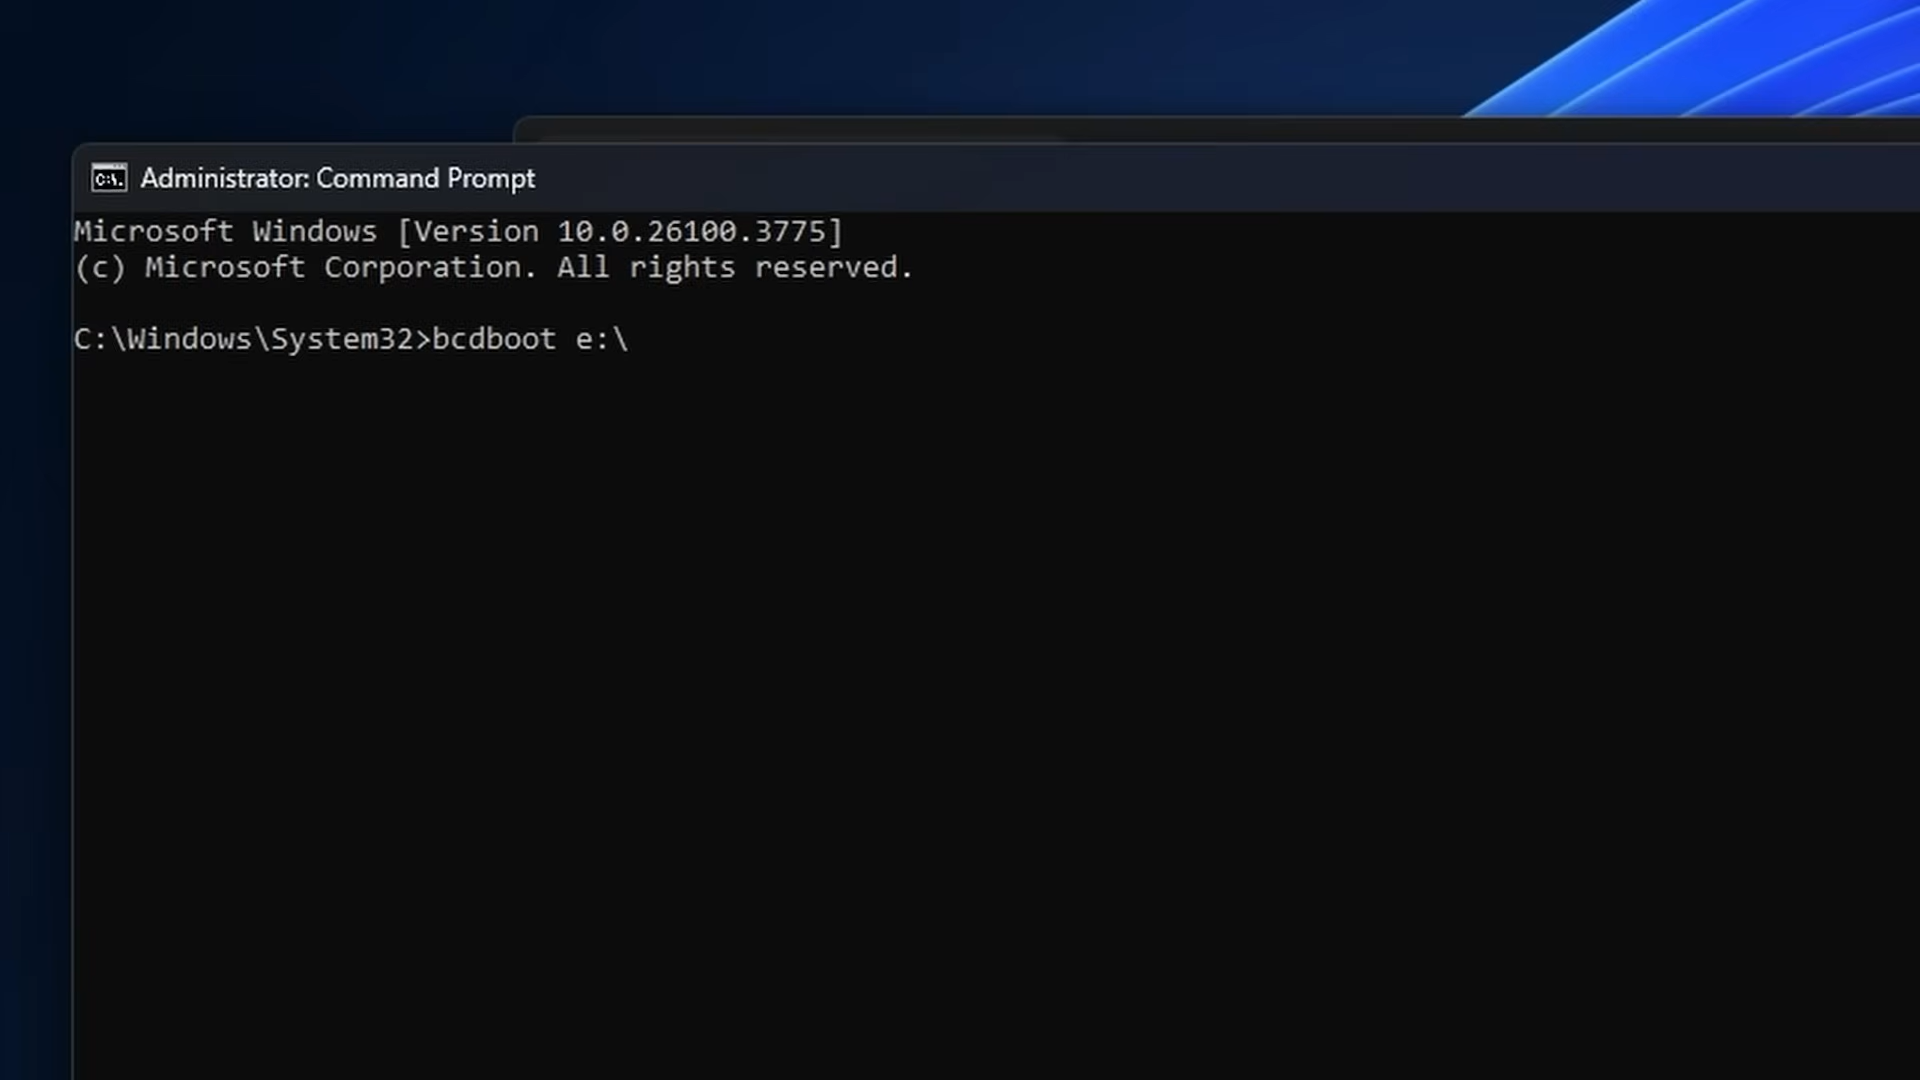 Administrator: Command Prompt
Microsoft Windows [Version 10.0.26100.3775]
(c) Microsoft Corporation. All rights reserved.
C:\Windows\System32>bcdboot e:\